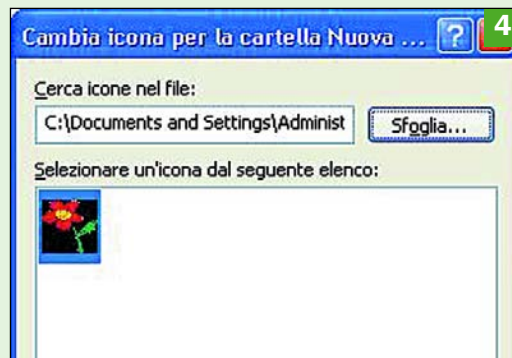 Cambia icona per la cartella Nuova ... ?
4
Cerca icone nel file:
C:\Documents and Settings\Administ
Sfoglia...
Selezionare un'icona dal seguente elenco: